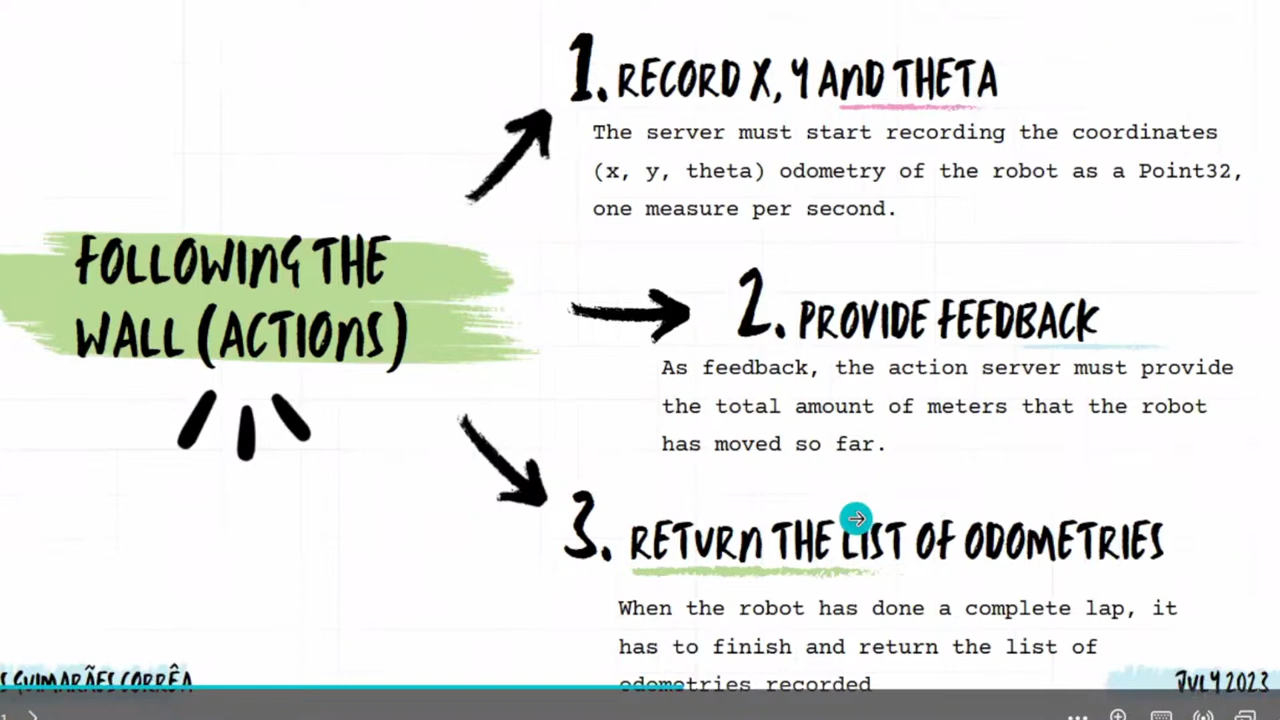 1. RECORD X, Y AND THETA
The server must start recording the coordinates
(x, y, theta) odometry of the robot as a Point32,
one measure per second.
FOLLOWING THE
WALL (ACTIONS)
2. PROVIDE FEEDBACK
As feedback, the action server must provide
the total amount of meters that the robot
has moved so far.
3. RETURN THE LIST OF ODOMETRIES
When the robot has done a complete lap, it
has to finish and return the list of
odometries recorded
S GUIMARÃES CORRÊA
JULY 2023